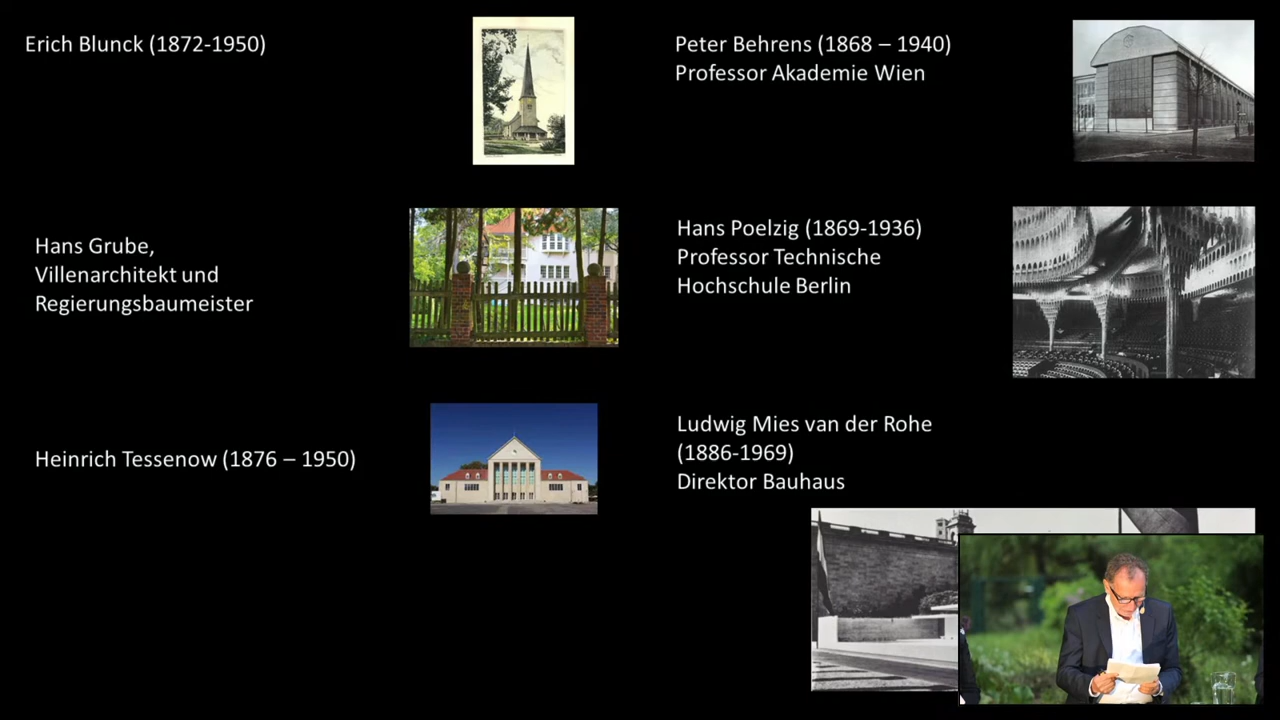 Erich Blunck (1872-1950)
Hans Grube,
Villenarchitekt und
Regierungsbaumeister
Heinrich Tessenow (1876 – 1950)
Peter Behrens (1868 – 1940)
Professor Akademie Wien
Hans Poelzig (1869-1936)
Professor Technische
Hochschule Berlin
Ludwig Mies van der Rohe
(1886-1969)
Direktor Bauhaus